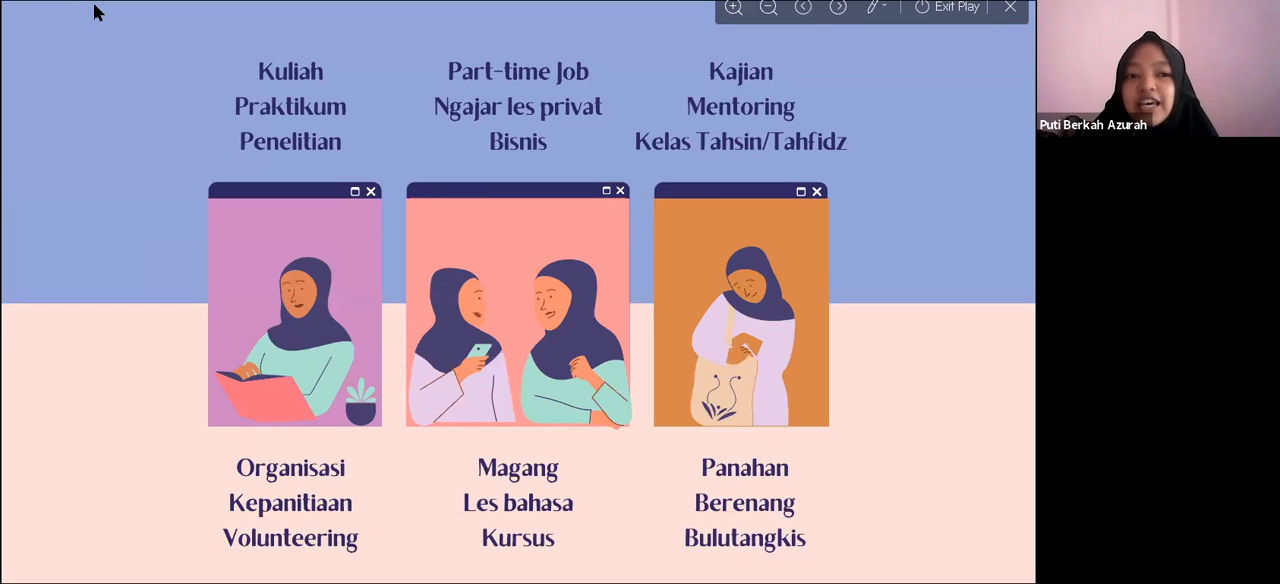 Exit Play
Kuliah
Praktikum
Penelitian
Part-time Job
Ngajar les privat
Bisnis
Kajian
Mentoring
Kelas Tahsin/Tahfidz
Puti Berkah Azurah
Organisasi
Kepanitiaan
Volunteering
Magang
Les bahasa
Kursus
Panahan
Berenang
Bulutangkis